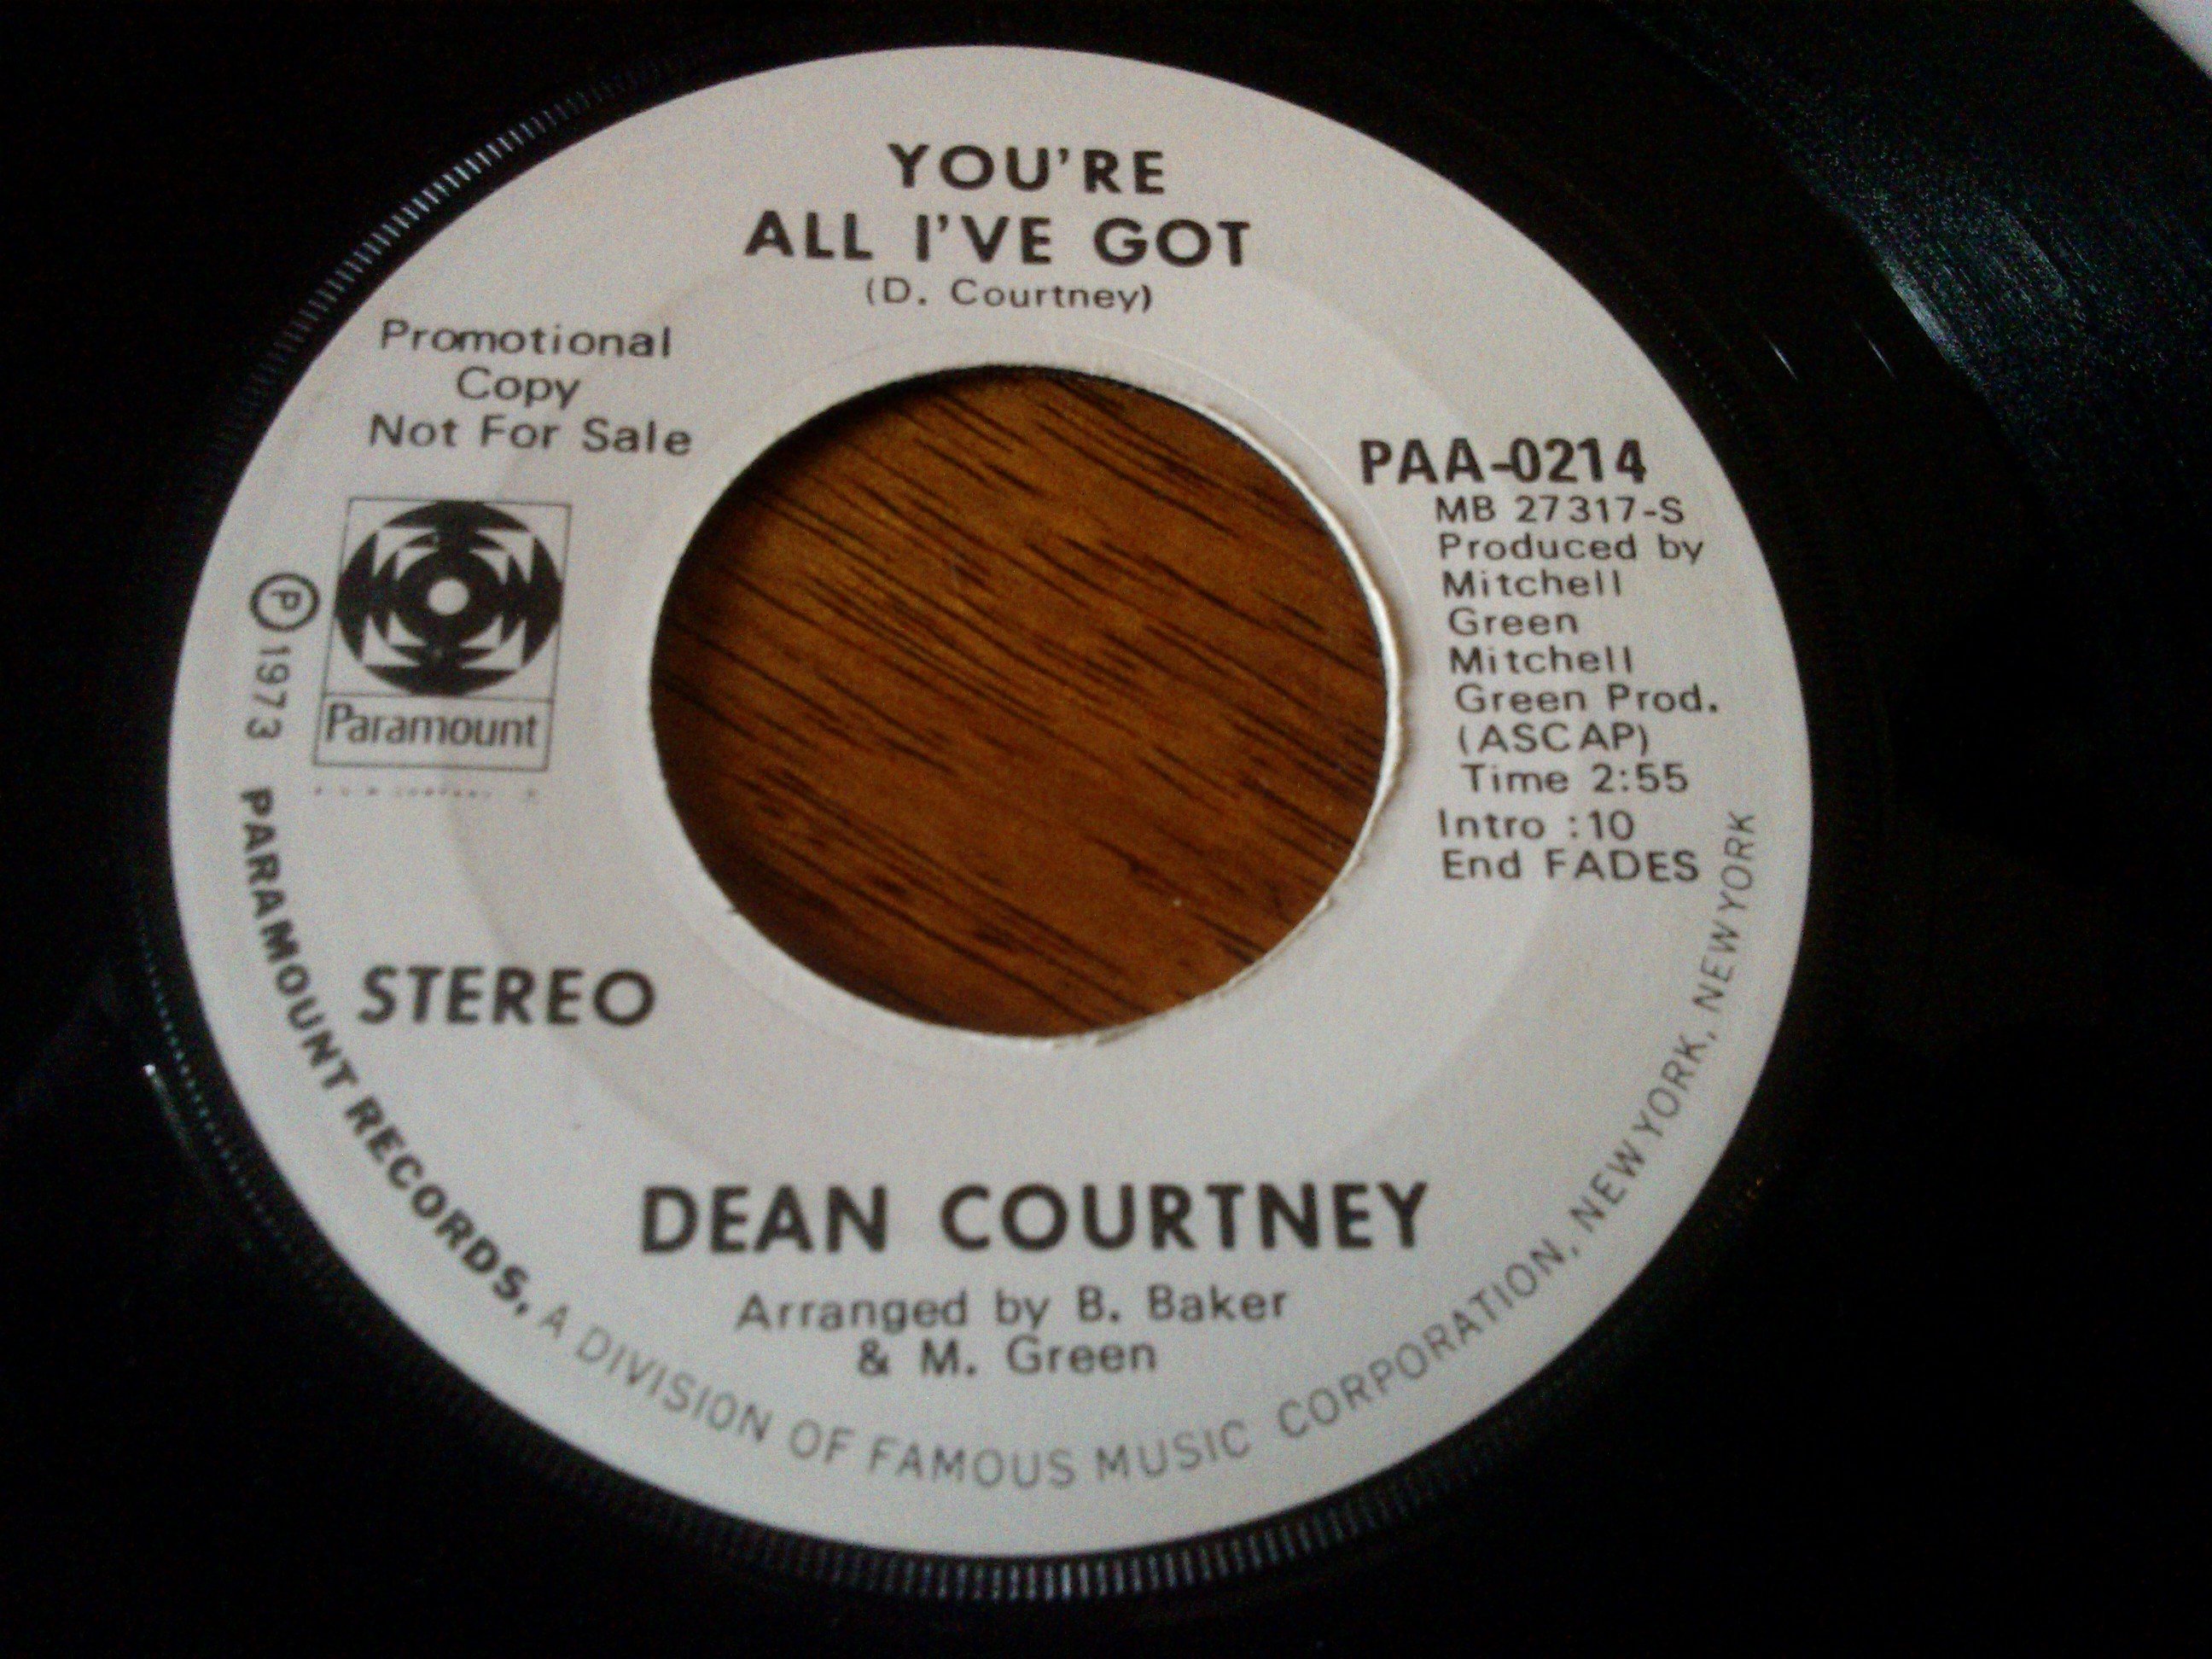 YOU'RE
ALL I'VE GOT
(D. Courtney)
Promotional
Copy
Not For Sale
Paramount
STEREO
PAA-0214
MB 27317-S
Produced by
Mitchell
Green
Mitchell
Green Prod.
(ASCAP)
Time 2:55
Intro :10
End FADES
DEAN COURTNEY
Arranged by B. Baker
& M. Green
℗ 1973 PARAMOUNT RECORDS, A DIVISION OF FAMOUS MUSIC CORPORATION, NEW YORK, NEW YORK